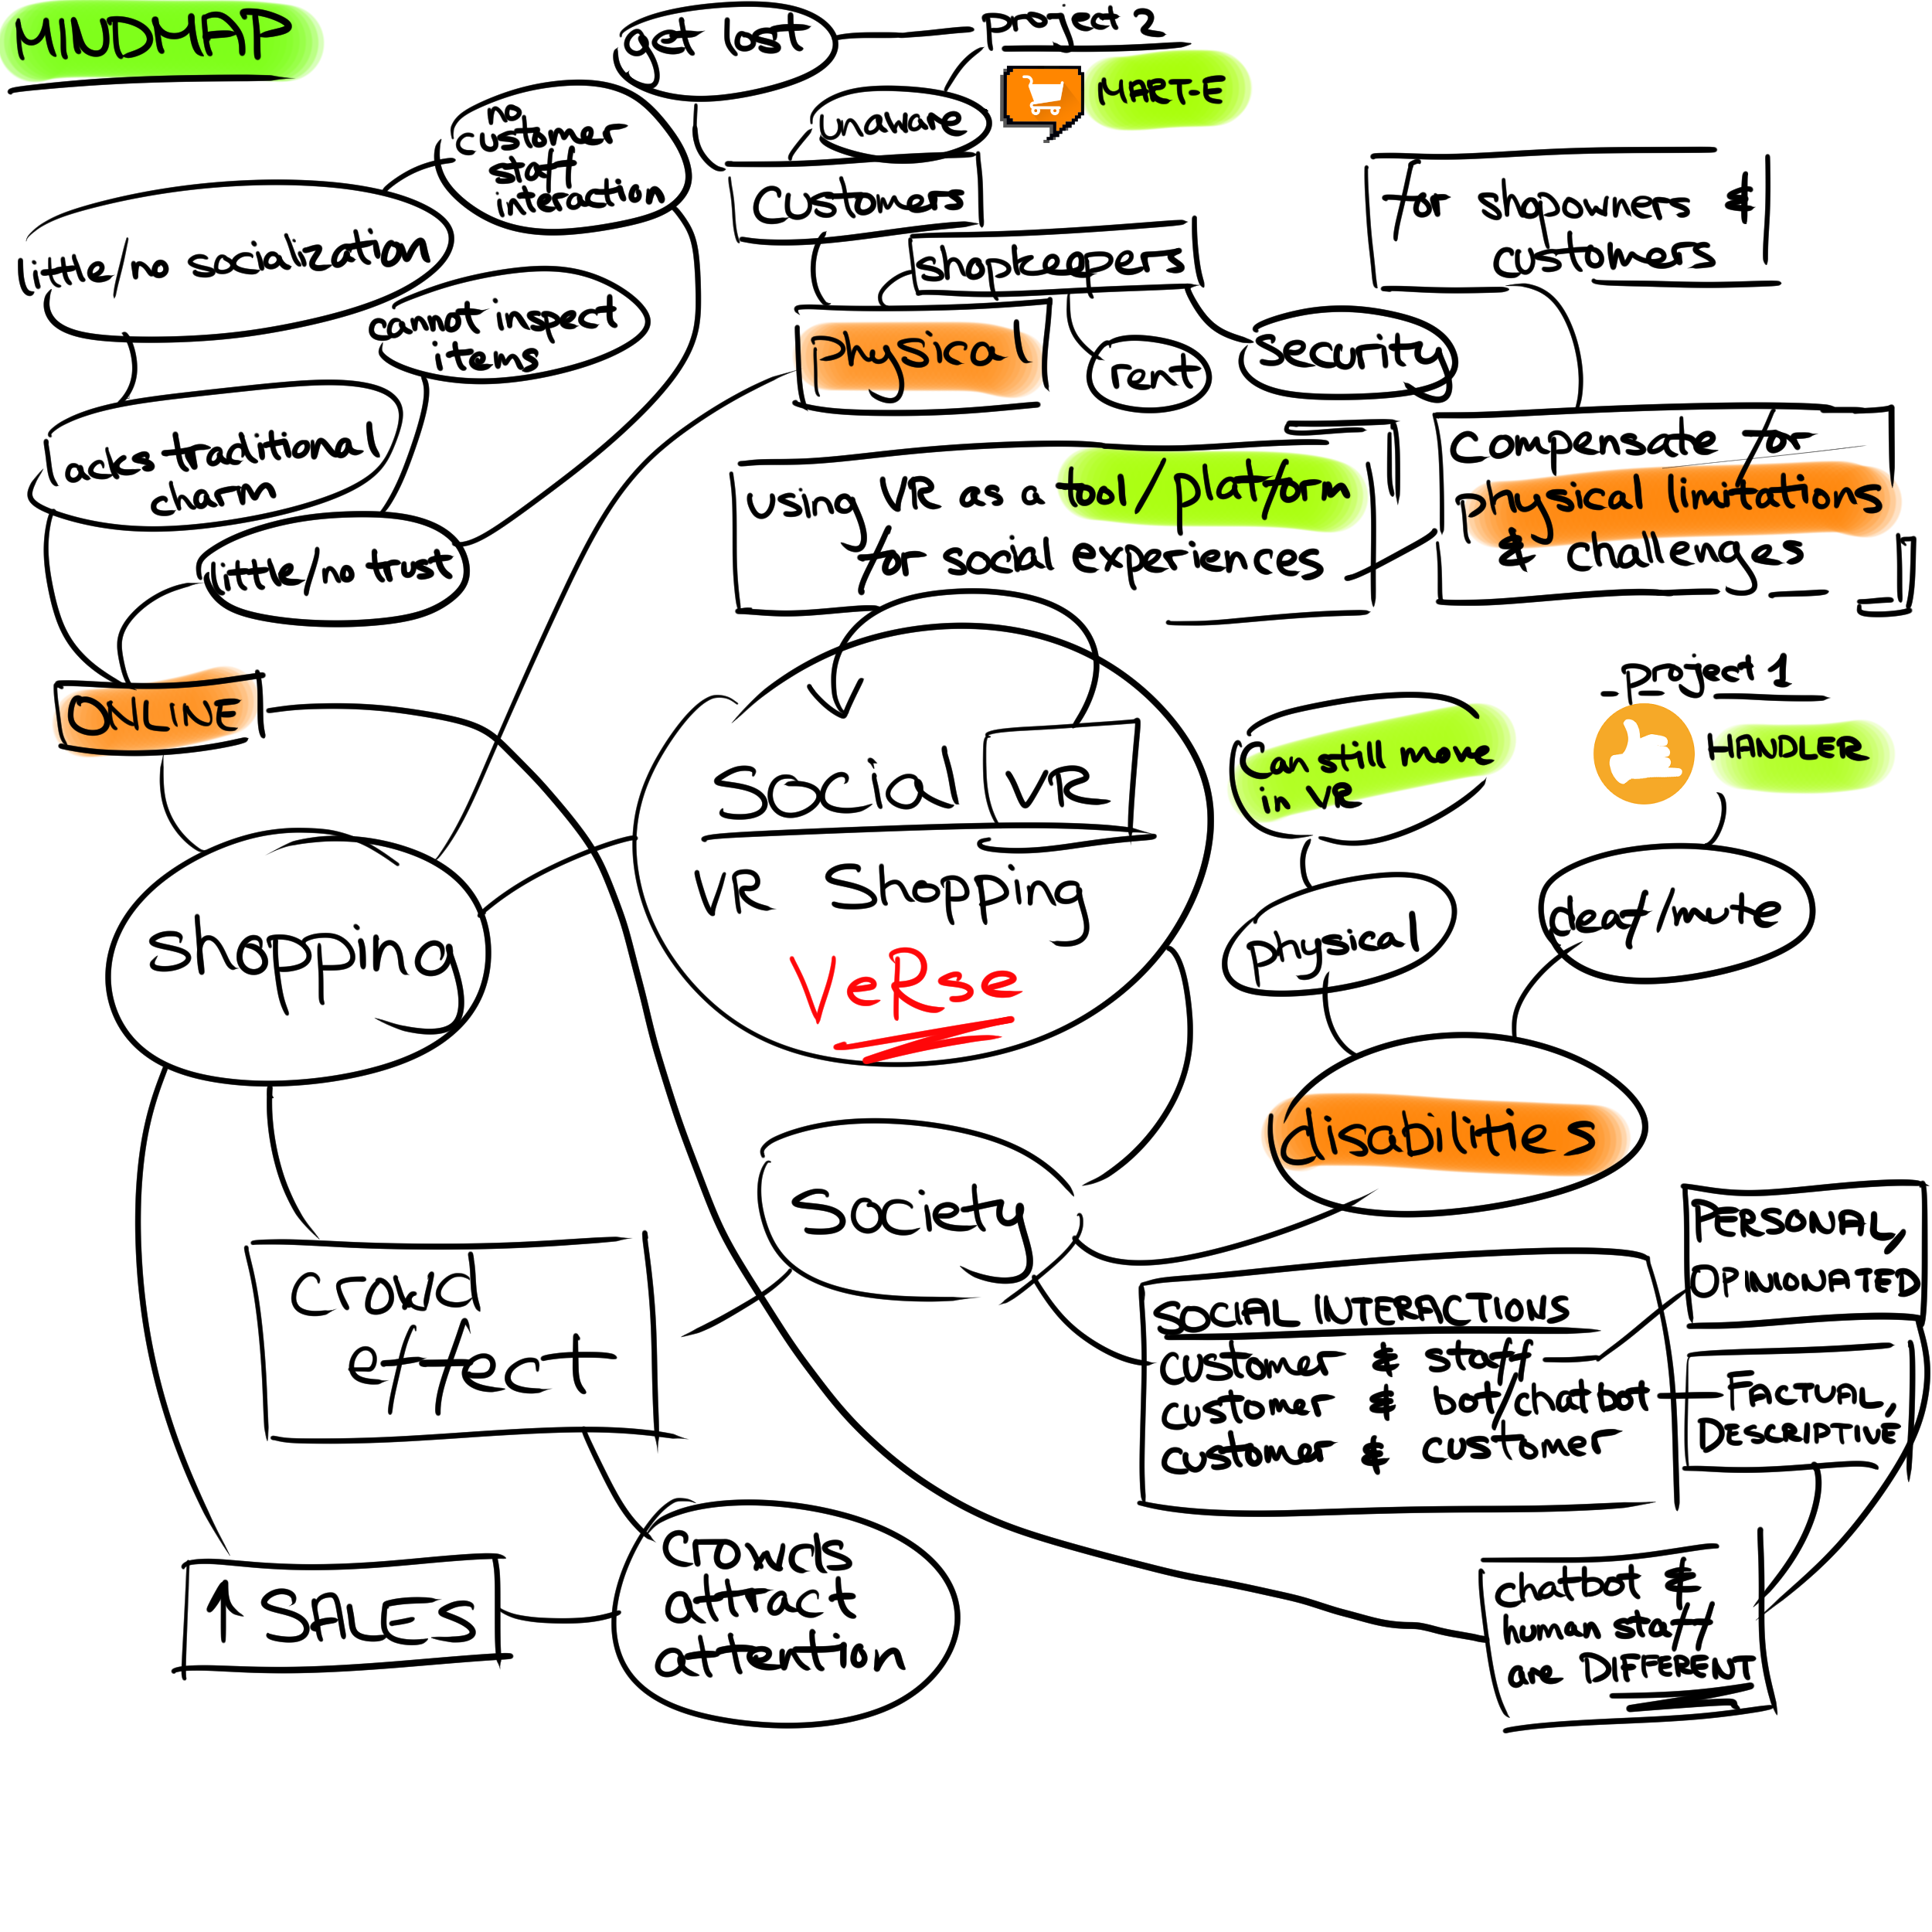 MINDMAP
get lost
project 2
MART-E
unaware
no
customer
staff
interaction
customers
for shopowners &
customers
little/no socialization
shopkeepers
cannot inspect
items
physical
rent
security
lacks traditional
charm
using VR as a tool/platform
for social experiences
compensate for
physical limitations
& challenges
little/no trust
ONLINE
project 1
HANDLER
Can still move
in VR
Social VR
VR Shopping
VeRse
shopping
physical
deaf/mute
disabilities
Society
PERSONAL,
OPINIONATED
crowd
effect
SOCIAL INTERACTIONS
customer & staff
customer & bot/chatbot
customer & customer
FACTUAL,
DESCRIPTIVE
↑ SALES
crowds
attract
attention
chatbot &
human staff
are DIFFERENT